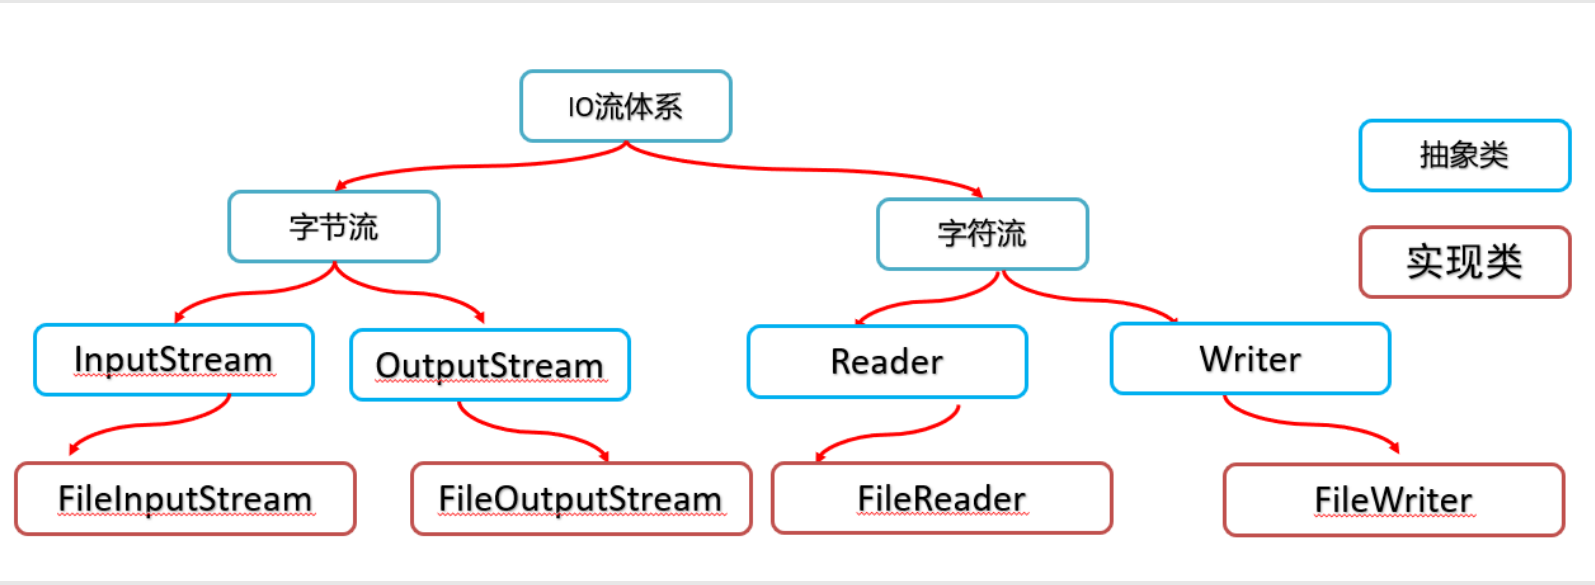 IO流体系
抽象类
字节流
字符流
实现类
InputStream
OutputStream
Reader
Writer
FileInputStream
FileOutputStream
FileReader
FileWriter